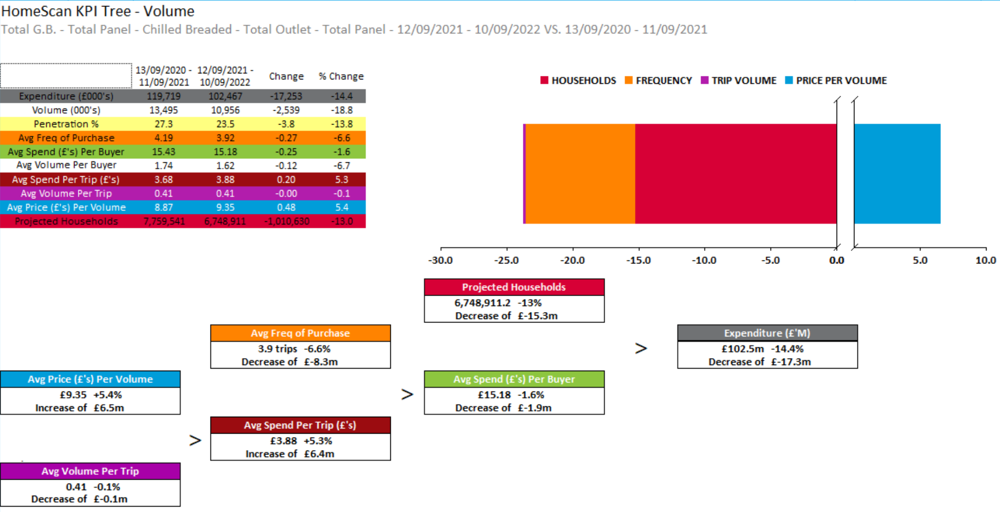 HomeScan KPI Tree - Volume
Total G.B. - Total Panel - Chilled Breaded - Total Outlet - Total Panel - 12/09/2021 - 10/09/2022 VS. 13/09/2020 - 11/09/2021
13/09/2020 - 11/09/2021 12/09/2021 - 10/09/2022 Change % Change
Expenditure (£000's) 119,719 102,467 -17,253 -14.4
Volume (000's) 13,495 10,956 -2,539 -18.8
Penetration % 27.3 23.5 -3.8 -13.8
Avg Freq of Purchase 4.19 3.92 -0.27 -6.6
Avg Spend (£'s) Per Buyer 15.43 15.18 -0.25 -1.6
Avg Volume Per Buyer 1.74 1.62 -0.12 -6.7
Avg Spend Per Trip (£'s) 3.68 3.88 0.20 5.3
Avg Volume Per Trip 0.41 0.41 -0.00 -0.1
Avg Price (£'s) Per Volume 8.87 9.35 0.48 5.4
Projected Households 7,759,541 6,748,911 -1,010,630 -13.0
HOUSEHOLDS FREQUENCY TRIP VOLUME PRICE PER VOLUME
-30.0 -25.0 -20.0 -15.0 -10.0 -5.0 0.0 5.0 10.0
Projected Households
6,748,911.2 -13%
Decrease of £-15.3m
Avg Freq of Purchase
3.9 trips -6.6%
Decrease of £-8.3m
>
Expenditure (£'M)
£102.5m -14.4%
Decrease of £-17.3m
Avg Price (£'s) Per Volume
£9.35 +5.4%
Increase of £6.5m
>
Avg Spend (£'s) Per Buyer
£15.18 -1.6%
Decrease of £-1.9m
>
Avg Spend Per Trip (£'s)
£3.88 +5.3%
Increase of £6.4m
Avg Volume Per Trip
0.41 -0.1%
Decrease of £-0.1m